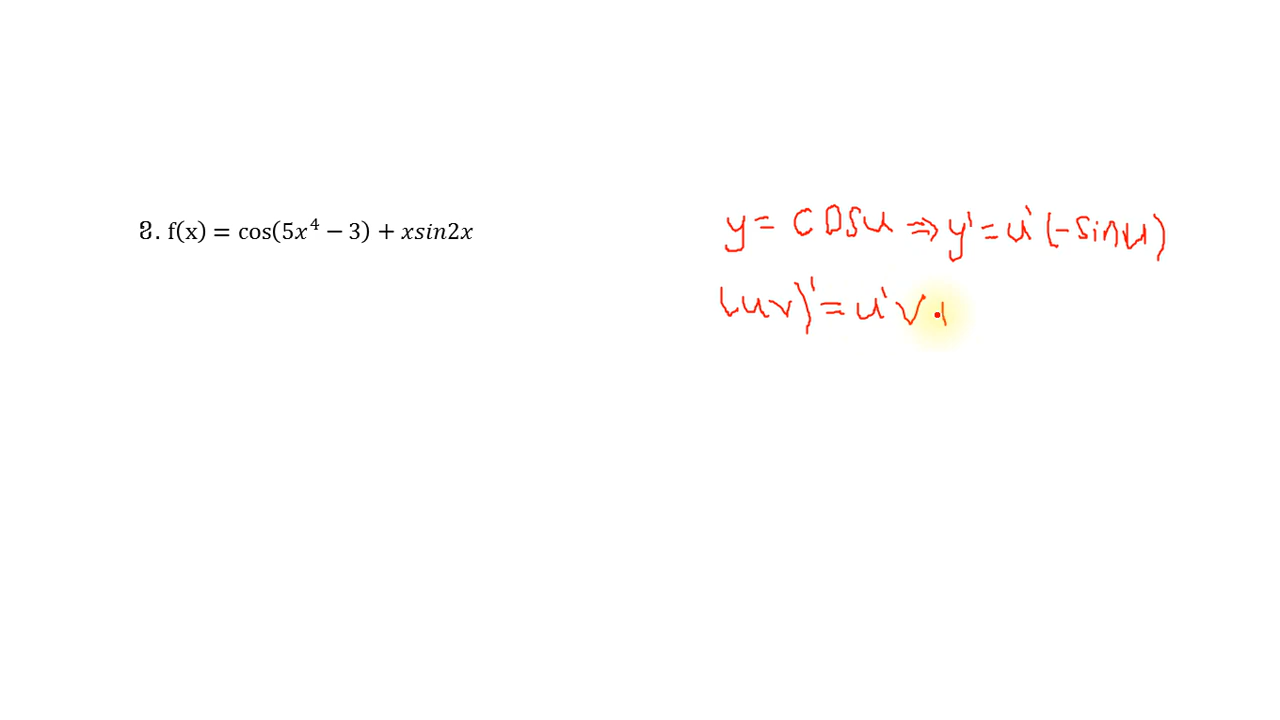 8. f(x) = cos(5x⁴ − 3) + xsin2x
y = cosu ⇒ y' = u'(-sinu)
(uv)' = u'v